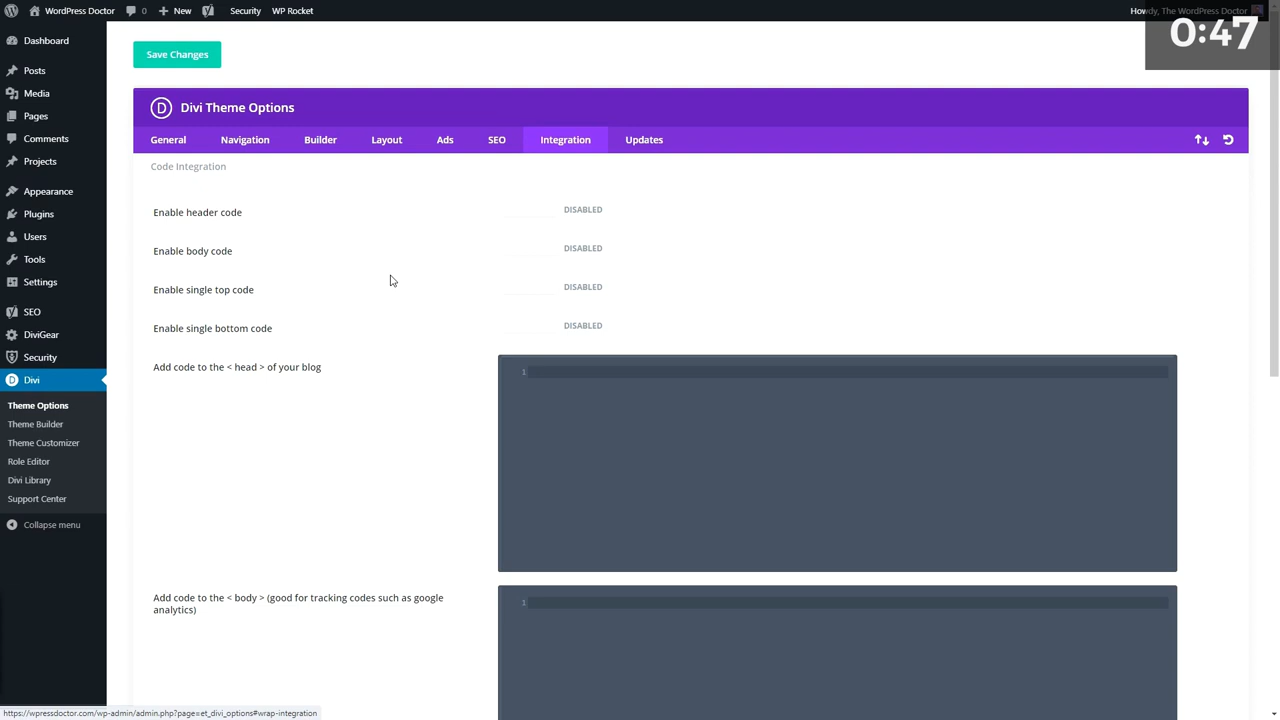 WordPress Doctor 0 New Security WP Rocket Howdy, The WordPress Doctor
0:47
Dashboard
Posts
Media
Pages
Comments
Projects
Appearance
Plugins
Users
Tools
Settings
SEO
DiviGear
Security
Divi
Theme Options
Theme Builder
Theme Customizer
Role Editor
Divi Library
Support Center
Collapse menu
Save Changes
D Divi Theme Options
General Navigation Builder Layout Ads SEO Integration Updates
Code Integration
Enable header code DISABLED
Enable body code DISABLED
Enable single top code DISABLED
Enable single bottom code DISABLED
Add code to the < head > of your blog
1
Add code to the < body > (good for tracking codes such as google
analytics)
1
https://wpressdoctor.com/wp-admin/admin.php?page=et_divi_options#wrap-integration